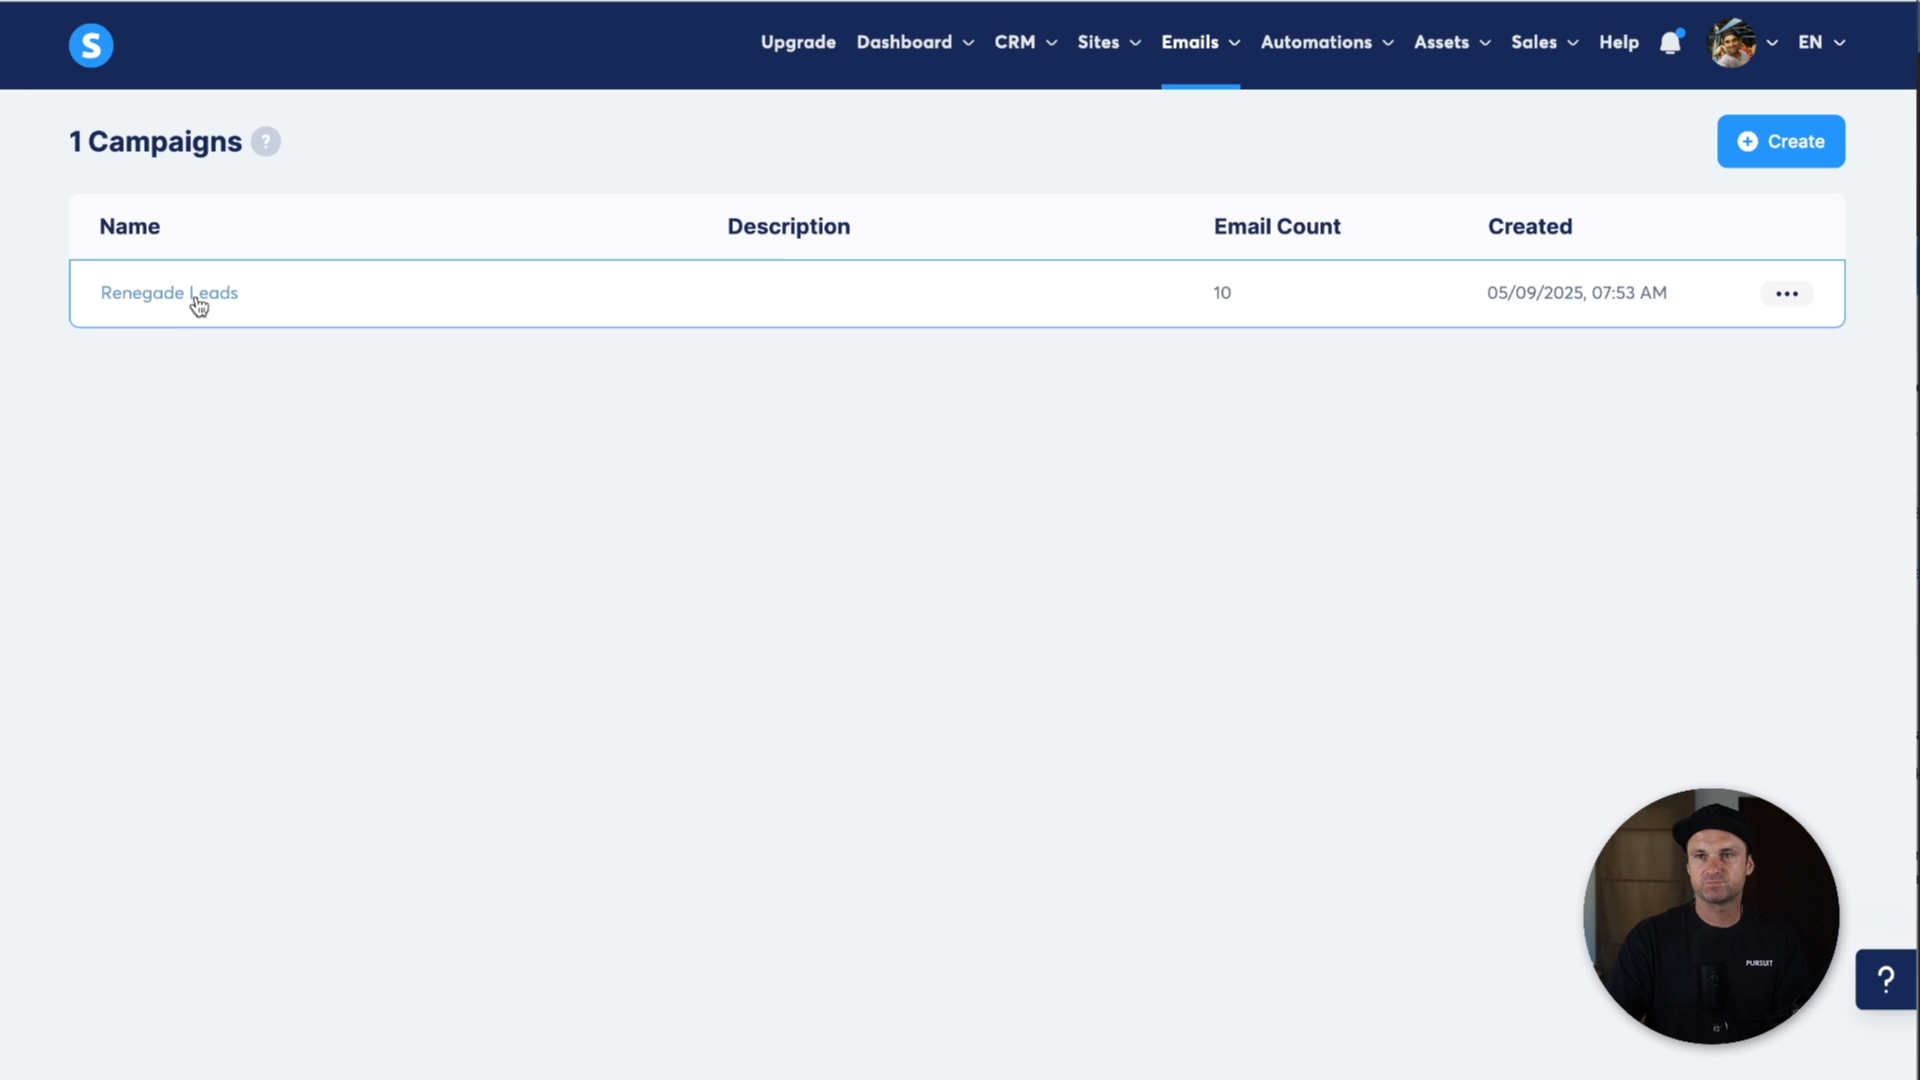 S
Upgrade Dashboard CRM Sites Emails Automations Assets Sales Help EN
1 Campaigns ?
Create
Name Description Email Count Created
Renegade Leads 10 05/09/2025, 07:53 AM
PURSUIT
?